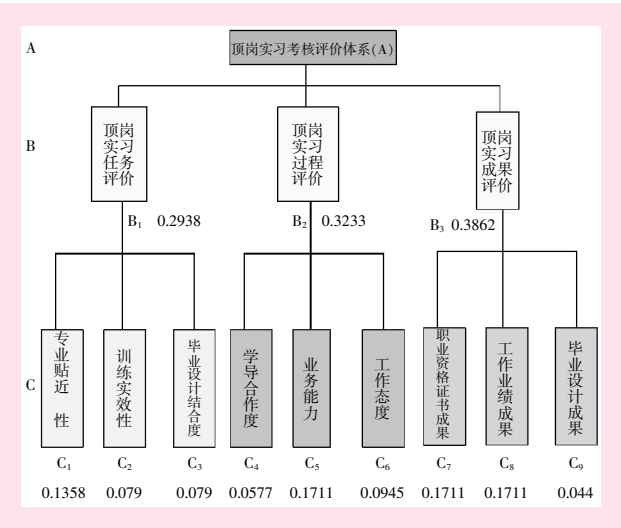 A
顶岗实习考核评价体系(A)
B
顶岗
实习
任务
评价
顶岗
实习
过程
评价
顶岗
实习
成果
评价
B₁ 0.2938
B₂ 0.3233
B₃ 0.3862
C
专业贴近 性
训练实效性
毕业设计结合度
学导合作度
业务能力
工作态度
职业资格证书成果
工作业绩成果
毕业设计成果
C₁ C₂ C₃ C₄ C₅ C₆ C₇ C₈ C₉
0.1358 0.079 0.079 0.0577 0.1711 0.0945 0.1711 0.1711 0.044